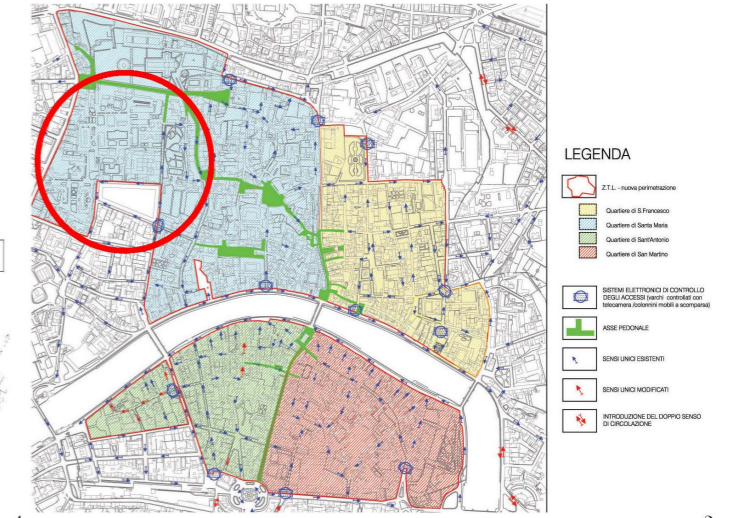 LEGENDA
Z.T.L. - nuova perimetrazione
Quartiere di S.Francesco
Quartiere di Santa Maria
Quartiere di Sant'Antonio
Quartiere di San Martino
SISTEMI ELETTRONICI DI CONTROLLO
DEGLI ACCESSI (varchi controllati con
telecamera /colonnini mobili a scomparsa)
ASSE PEDONALE
SENSI UNICI ESISTENTI
SENSI UNICI MODIFICATI
INTRODUZIONE DEL DOPPIO SENSO
DI CIRCOLAZIONE